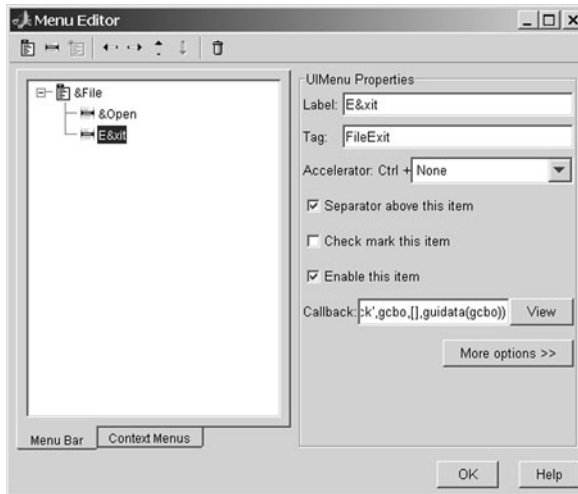 Menu Editor
&File
&Open
E&xit
UIMenu Properties
Label: E&xit
Tag: FileExit
Accelerator: Ctrl + None
Separator above this item
Check mark this item
Enable this item
Callback: :k',gcbo,[],guidata(gcbo)) View
More options >>
Menu Bar Context Menus
OK Help